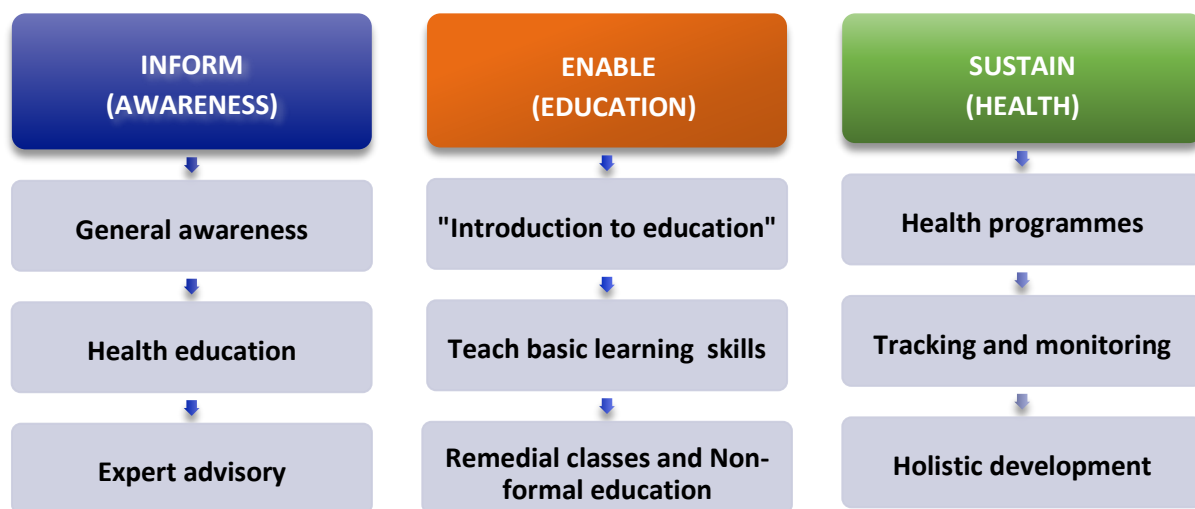 INFORM
(AWARENESS)
General awareness
Health education
Expert advisory
ENABLE
(EDUCATION)
"Introduction to education"
Teach basic learning  skills
Remedial classes and Non-
formal education
SUSTAIN
(HEALTH)
Health programmes
Tracking and monitoring
Holistic development